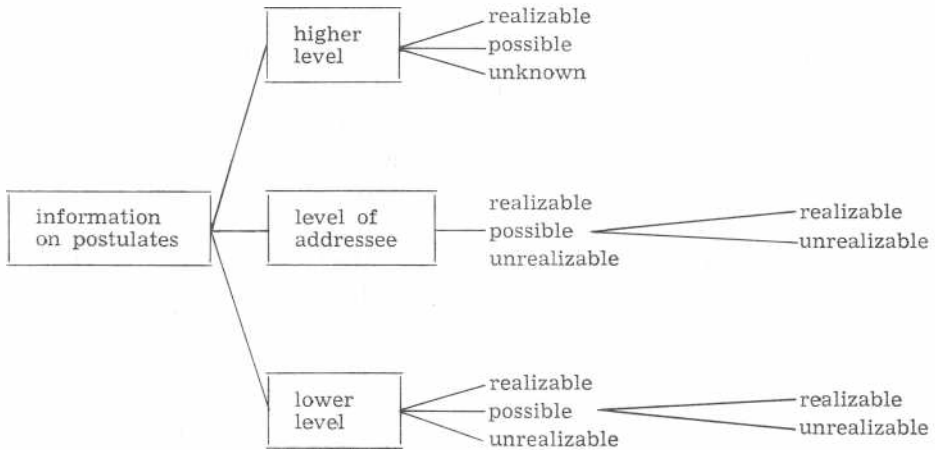 higher
level
realizable
possible
unknown
information
on postulates
level of
addressee
realizable
possible
unrealizable
realizable
unrealizable
lower
level
realizable
possible
unrealizable
realizable
unrealizable